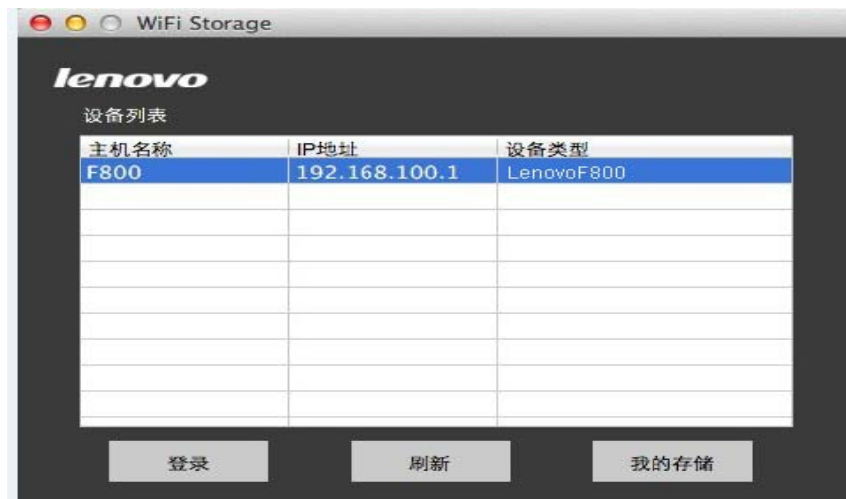 WiFi Storage
lenovo
设备列表
主机名称 IP地址 设备类型
F800 192.168.100.1 LenovoF800
登录 刷新 我的存储